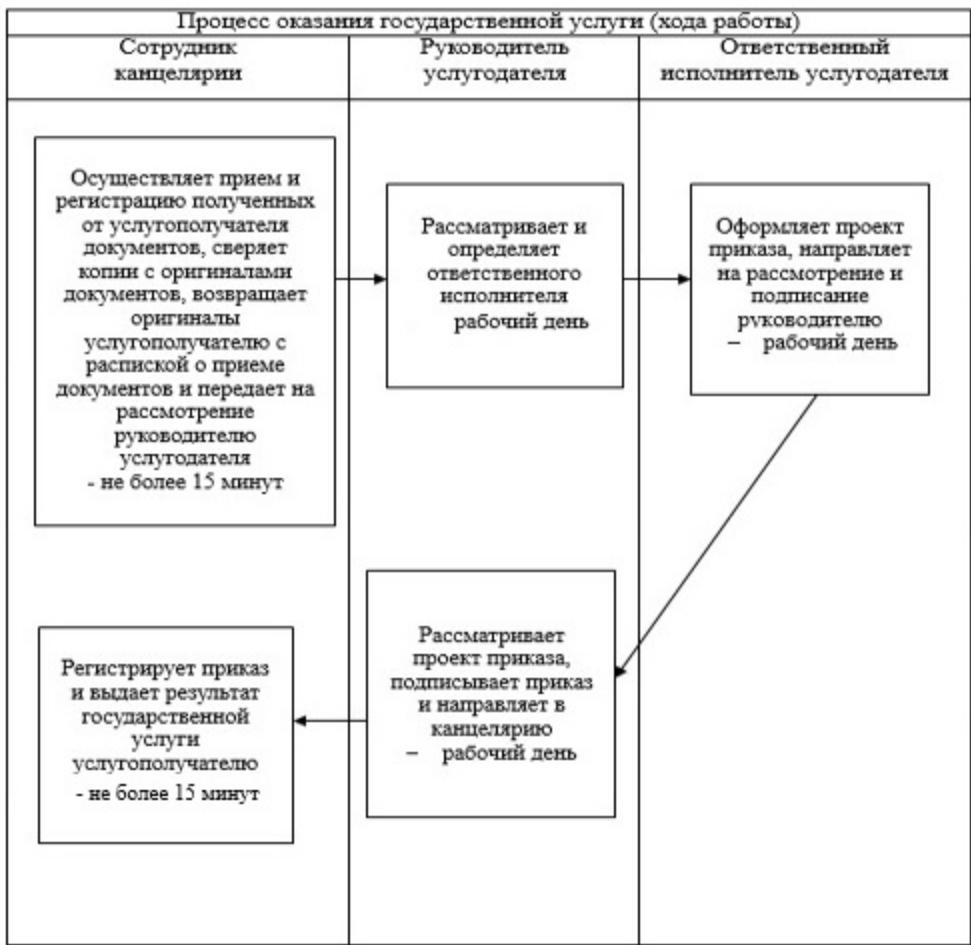 Процесс оказания государственной услуги (хода работы)
Сотрудник
канцелярии
Руководитель
услугодателя
Ответственный
исполнитель услугодателя
Осуществляет прием и
регистрацию полученных
от услугополучателя
документов, сверяет
копии с оригиналами
документов, возвращает
оригиналы
услугополучателю с
распиской о приеме
документов и передает на
рассмотрение
руководителю
услугодателя
- не более 15 минут
Рассматривает и
определяет
ответственного
исполнителя
рабочий день
Оформляет проект
приказа, направляет
на рассмотрение и
подписание
руководителю
– рабочий день
Рассматривает
проект приказа,
подписывает приказ
и направляет в
канцелярию
– рабочий день
Регистрирует приказ
и выдает результат
государственной
услуги
услугополучателю
- не более 15 минут